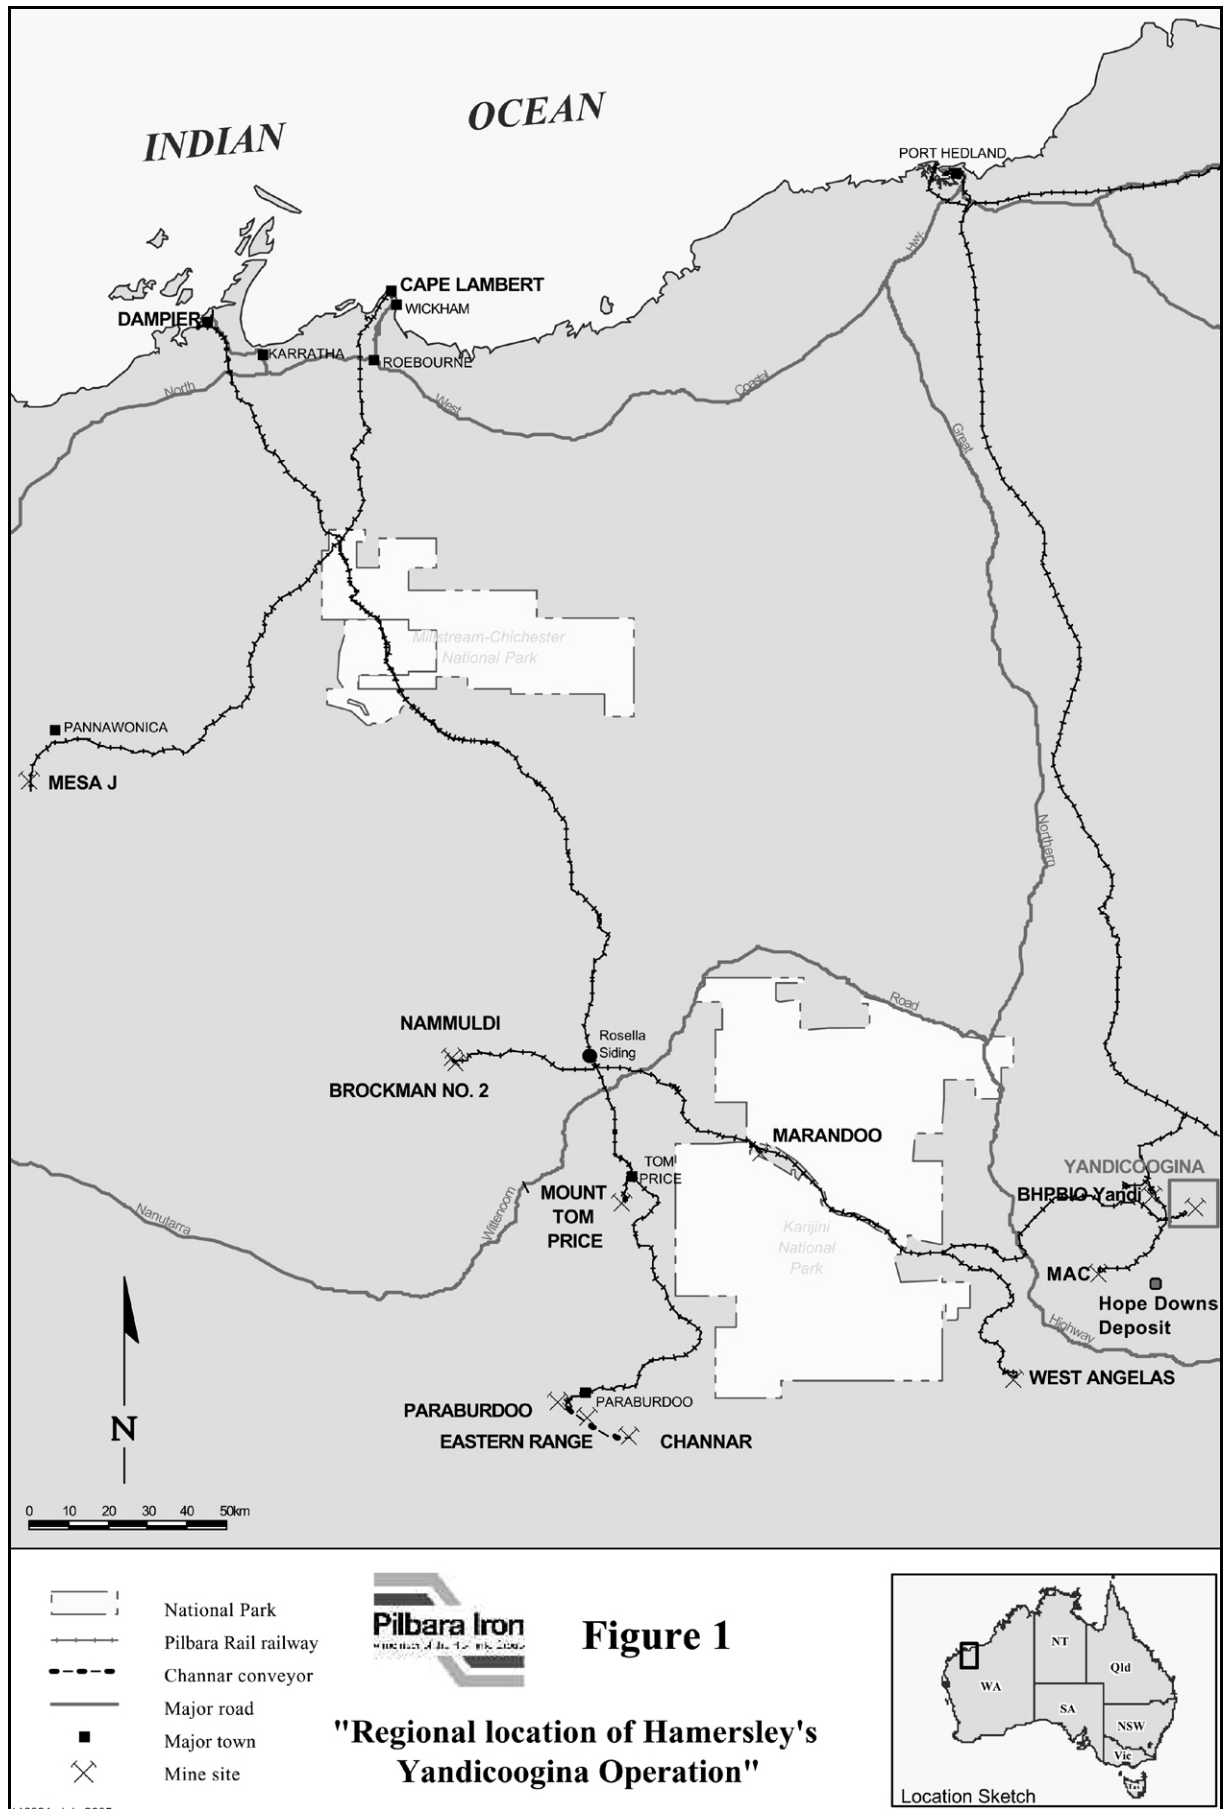 INDIAN
OCEAN
PORT HEDLAND
CAPE LAMBERT
WICKHAM
DAMPIER
KARRATHA
ROEBOURNE
North
West
Coastal
Hwy.
Great
Millstream-Chichester
National Park
PANNAWONICA
MESA J
Northern
Road
NAMMULDI
Rosella
Siding
BROCKMAN NO. 2
MARANDOO
TOM
PRICE
YANDICOOGINA
BHPBIO Yandi
MOUNT
TOM
PRICE
Nanutarra
Wittenoom
Karijini
National
Park
MAC
Hope Downs
Deposit
Highway
WEST ANGELAS
PARABURDOO
PARABURDOO
EASTERN RANGE
CHANNAR
N
0 10 20 30 40 50km
National Park
Pilbara Rail railway
Channar conveyor
Major road
Major town
Mine site
Pilbara Iron
Figure 1
"Regional location of Hamersley's
Yandicoogina Operation"
NT
WA
Qld
SA
NSW
Vic
Tas
Location Sketch